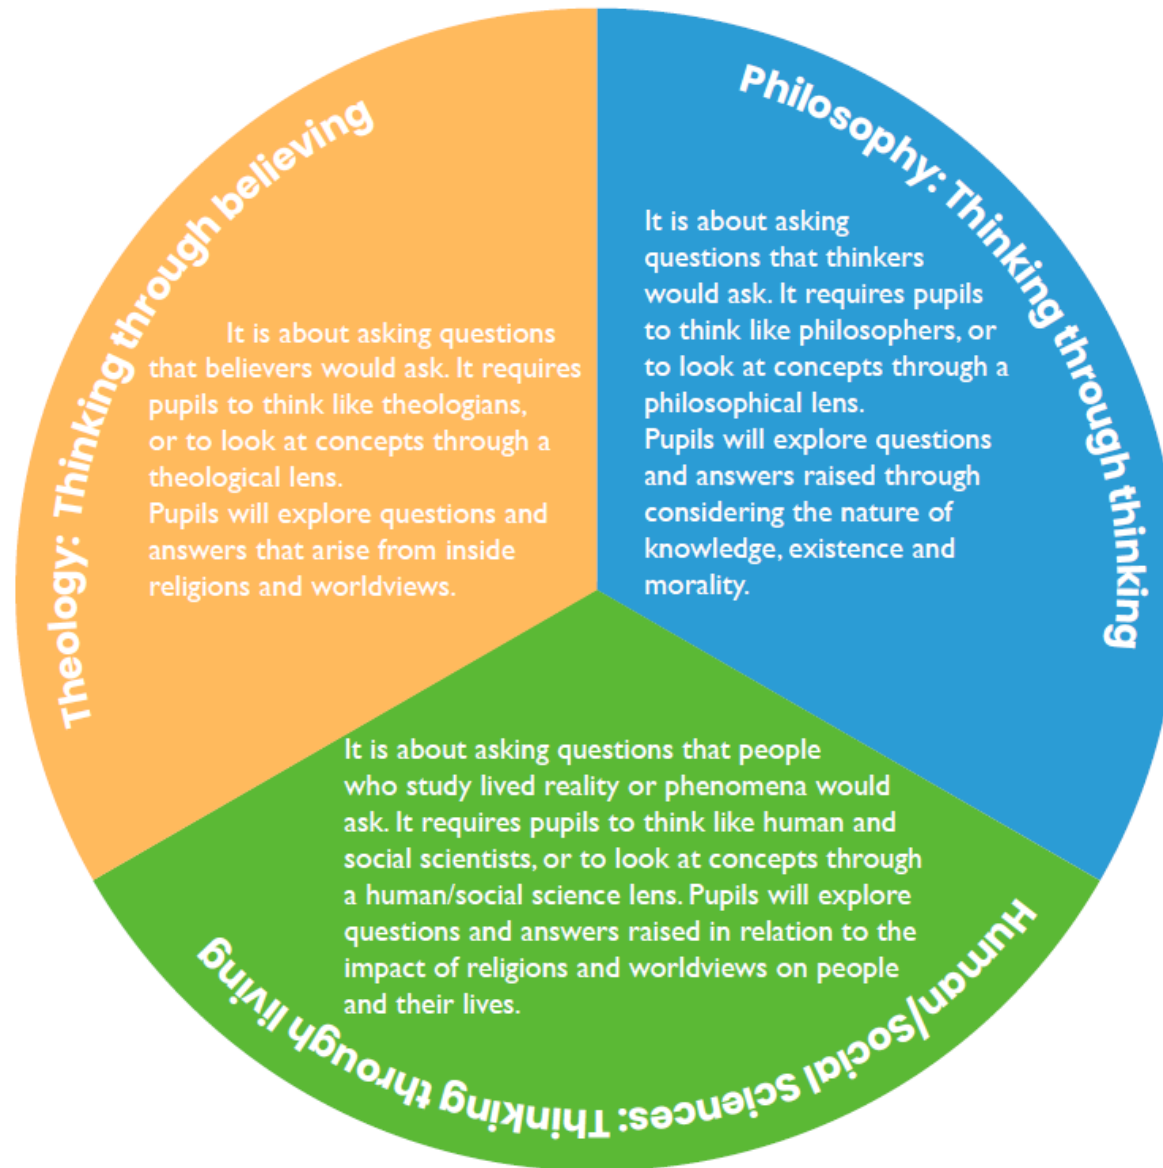 Theology: Thinking through believing
It is about asking questions
that believers would ask. It requires
pupils to think like theologians,
or to look at concepts through a
theological lens.
Pupils will explore questions and
answers that arise from inside
religions and worldviews.
Philosophy: Thinking through thinking
It is about asking
questions that thinkers
would ask. It requires pupils
to think like philosophers, or
to look at concepts through a
philosophical lens.
Pupils will explore questions
and answers raised through
considering the nature of
knowledge, existence and
morality.
It is about asking questions that people
who study lived reality or phenomena would
ask. It requires pupils to think like human and
social scientists, or to look at concepts through
a human/social science lens. Pupils will explore
questions and answers raised in relation to the
impact of religions and worldviews on people
and their lives.
Human/Social Sciences: Thinking through living